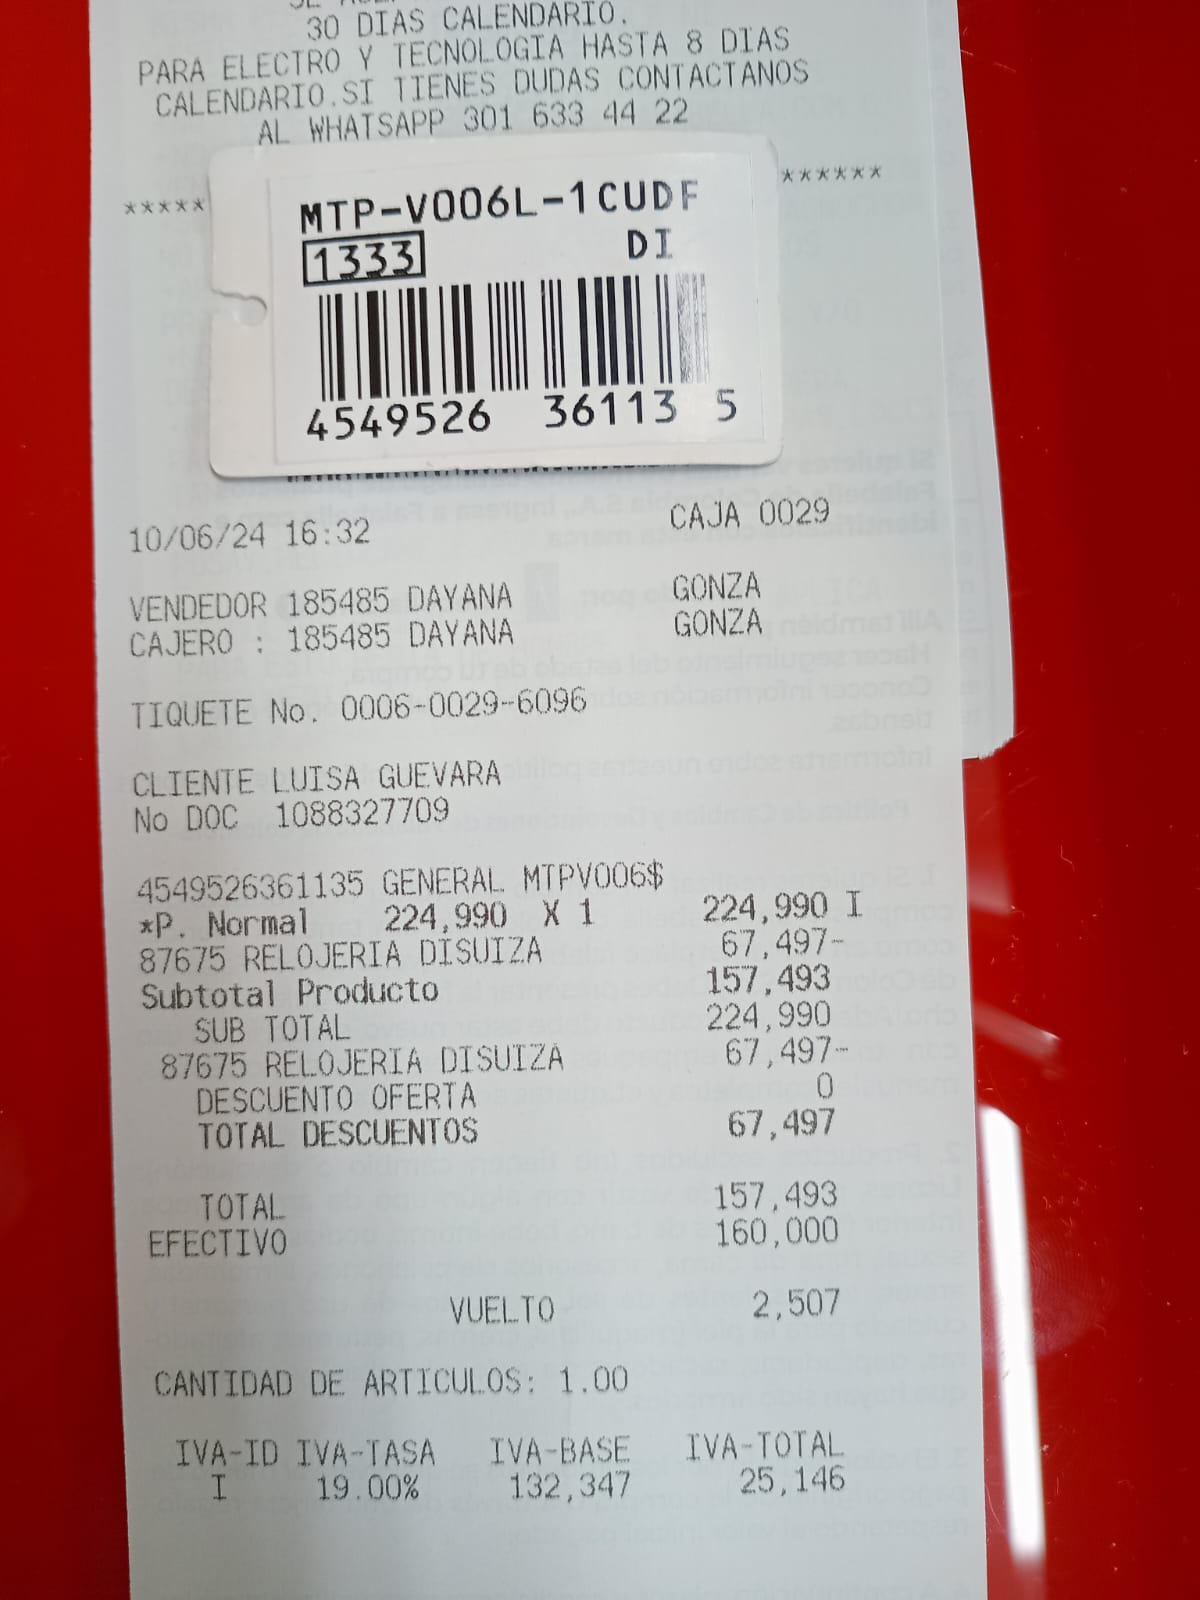 30 DIAS CALENDARIO.
PARA ELECTRO Y TECNOLOGIA HASTA 8 DIAS
CALENDARIO.SI TIENES DUDAS CONTACTANOS
AL WHATSAPP 301 633 44 22
***** ******
MTP-V006L-1CUDF
1333 DI
4549526 36113 5
10/06/24 16:32 CAJA 0029
VENDEDOR 185485 DAYANA GONZA
CAJERO : 185485 DAYANA GONZA
TIQUETE No. 0006-0029-6096
CLIENTE LUISA GUEVARA
No DOC 1088327709
4549526361135 GENERAL MTPV006$
*P. Normal 224,990 X 1 224,990 I
87675 RELOJERIA DISUIZA 67,497-
Subtotal Producto 157,493
SUB TOTAL 224,990
87675 RELOJERIA DISUIZA 67,497-
DESCUENTO OFERTA 0
TOTAL DESCUENTOS 67,497
TOTAL 157,493
EFECTIVO 160,000
VUELTO 2,507
CANTIDAD DE ARTICULOS: 1.00
IVA-ID IVA-TASA IVA-BASE IVA-TOTAL
I 19.00% 132,347 25,146